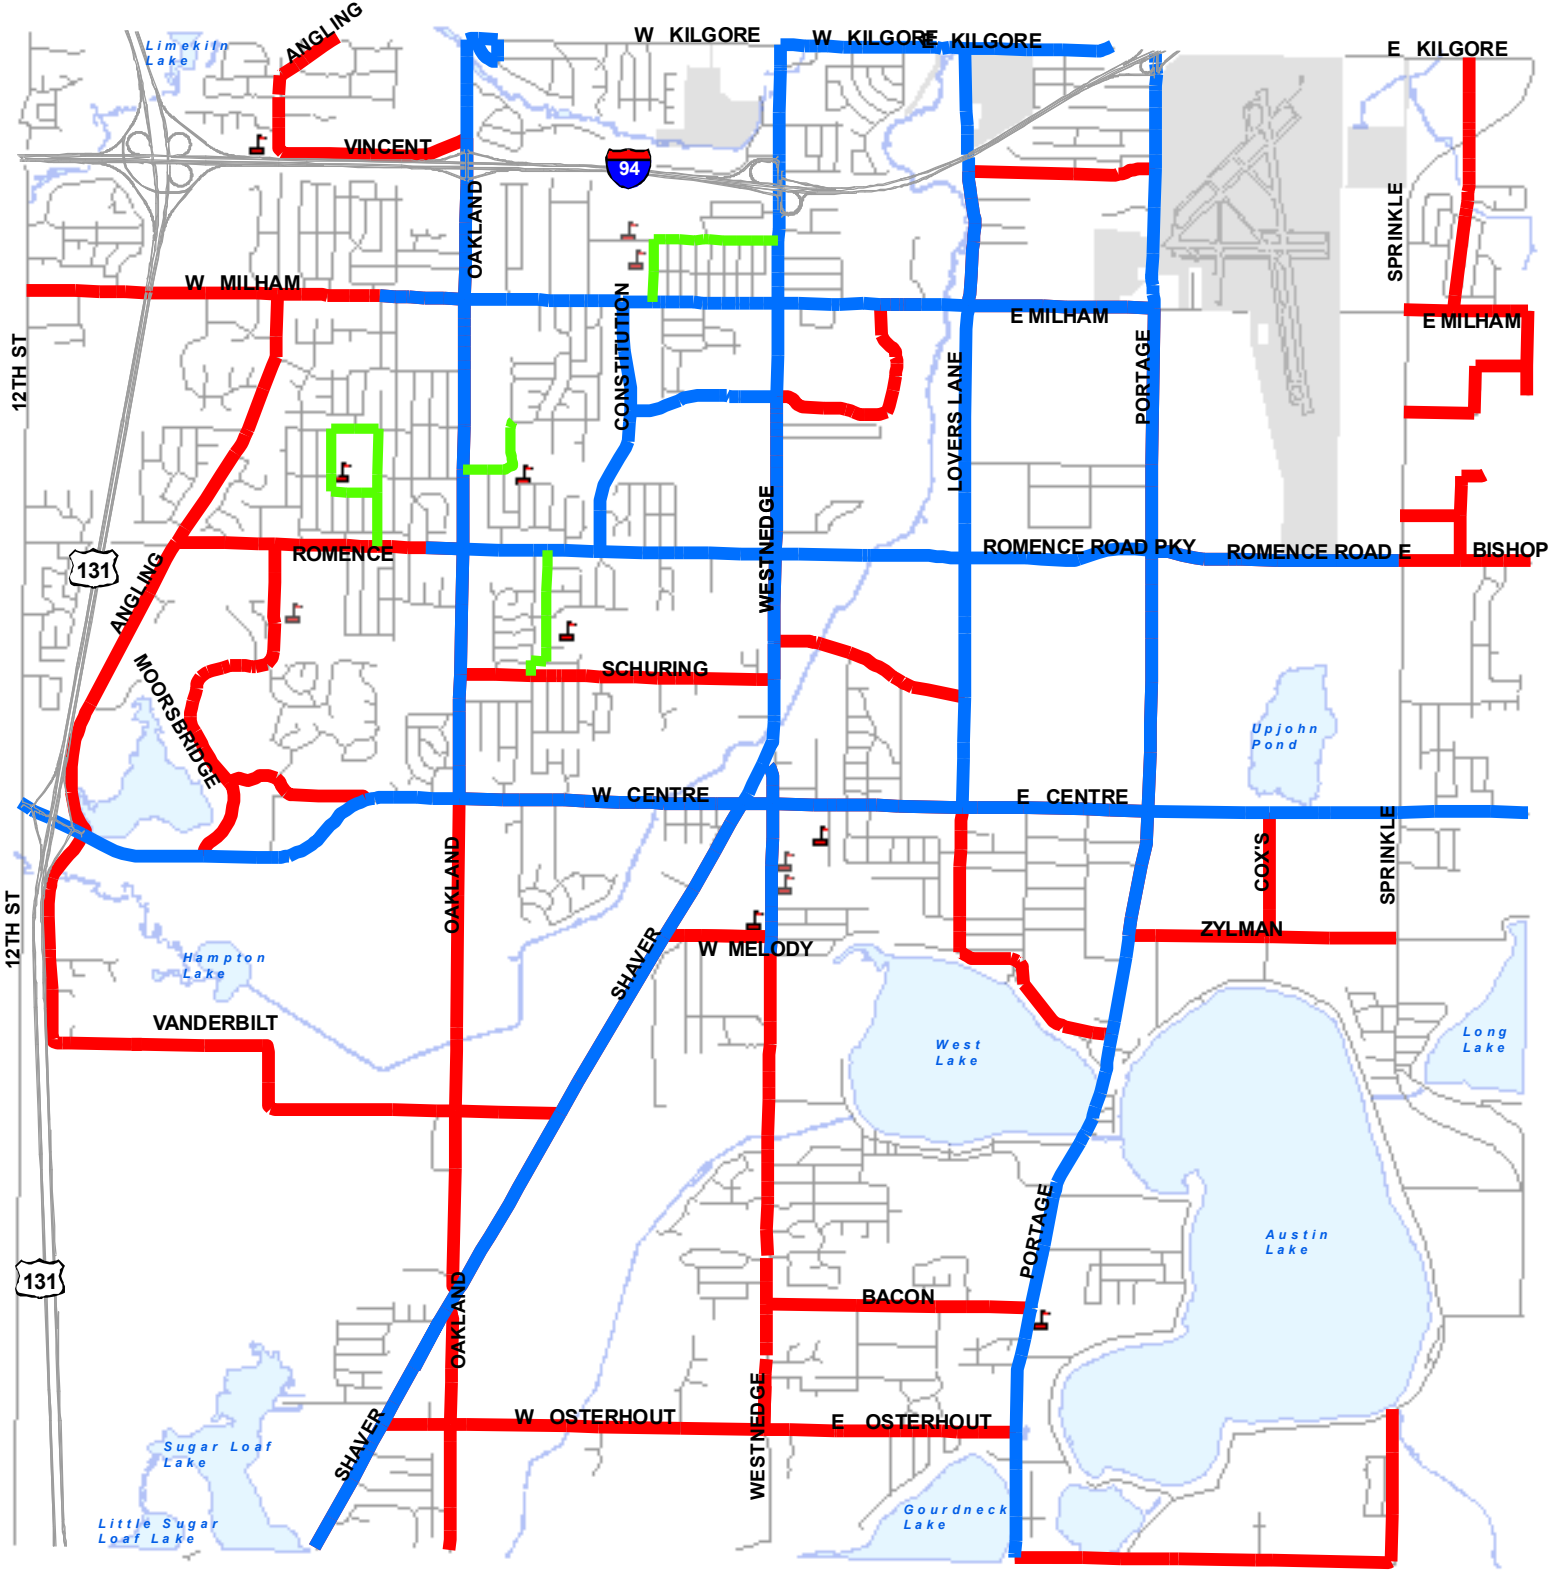 ANGLING
W KILGORE
W KILGORE
E KILGORE
E KILGORE
Limekiln
Lake
VINCENT
94
OAKLAND
SPRINKLE
W MILHAM
CONSTITUTION
E MILHAM
E MILHAM
12TH ST
PORTAGE
LOVERS LANE
WESTNEDGE
ROMENCE
ROMENCE ROAD PKY
ROMENCE ROAD E
BISHOP
131
ANGLING
MOORSBRIDGE
SCHURING
Upjohn
Pond
W CENTRE
E CENTRE
SPRINKLE
COX'S
OAKLAND
12TH ST
SHAVER
W MELODY
ZYLMAN
Hampton
Lake
VANDERBILT
West
Lake
Long
Lake
PORTAGE
Austin
Lake
131
OAKLAND
BACON
WESTNEDGE
W OSTERHOUT
E OSTERHOUT
SHAVER
Sugar Loaf
Lake
Gourdneck
Lake
Little Sugar
Loaf Lake